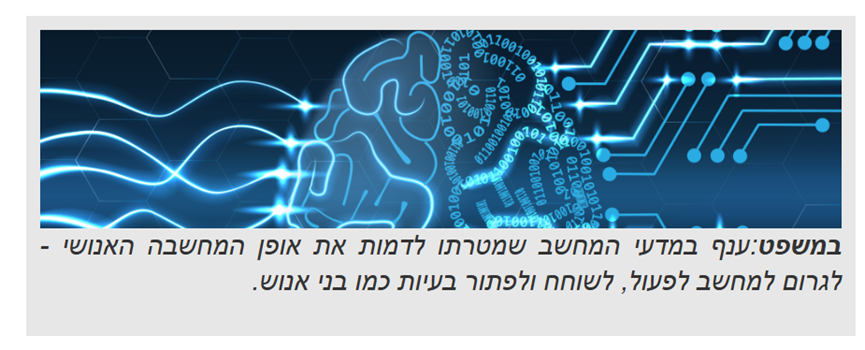 במשפט:ענף במדעי המחשב שמטרתו לדמות את אופן המחשבה האנושי -
לגרום למחשב לפעול, לשוחח ולפתור בעיות כמו בני אנוש.